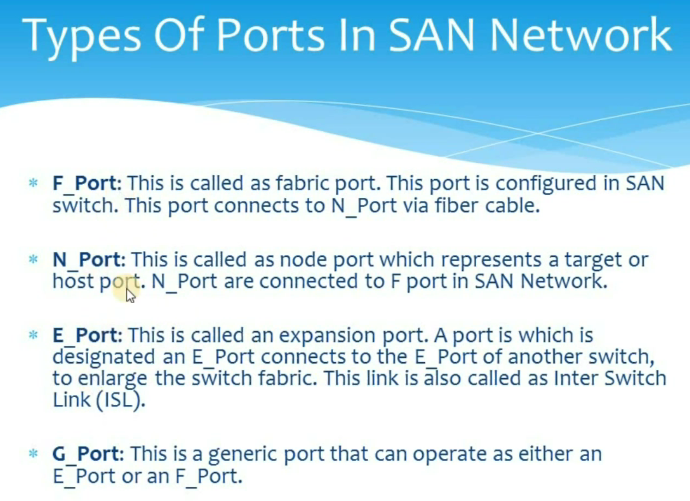 Types Of Ports In SAN Network
* F_Port: This is called as fabric port. This port is configured in SAN
switch. This port connects to N_Port via fiber cable.
* N_Port: This is called as node port which represents a target or
host port. N_Port are connected to F port in SAN Network.
* E_Port: This is called an expansion port. A port is which is
designated an E_Port connects to the E_Port of another switch,
to enlarge the switch fabric. This link is also called as Inter Switch
Link (ISL).
* G_Port: This is a generic port that can operate as either an
E_Port or an F_Port.